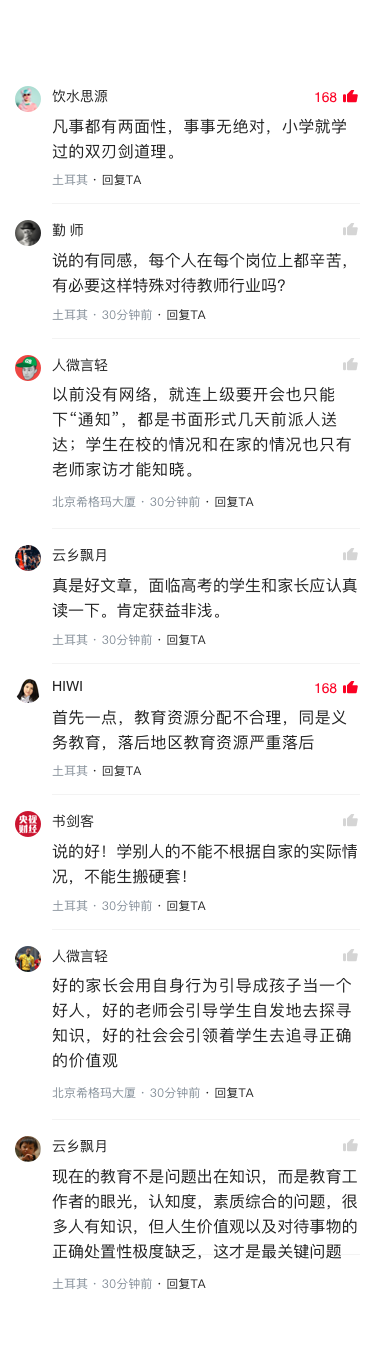 饮水思源
168
凡事都有两面性，事事无绝对，小学就学
过的双刃剑道理。
土耳其 · 回复TA
勤 师
说的有同感，每个人在每个岗位上都辛苦，
有必要这样特殊对待教师行业吗？
土耳其 · 30分钟前 · 回复TA
人微言轻
以前没有网络，就连上级要开会也只能
下“通知”，都是书面形式几天前派人送
达；学生在校的情况和在家的情况也只有
老师家访才能知晓。
北京希格玛大厦 · 30分钟前 · 回复TA
云乡飘月
真是好文章，面临高考的学生和家长应认真
读一下。肯定获益非浅。
土耳其 · 30分钟前 · 回复TA
HIWI
168
首先一点，教育资源分配不合理，同是义
务教育，落后地区教育资源严重落后
土耳其 · 回复TA
央视
财经
书剑客
说的好！学别人的不能不根据自家的实际情
况，不能生搬硬套！
土耳其 · 30分钟前 · 回复TA
人微言轻
好的家长会用自身行为引导成孩子当一个
好人，好的老师会引导学生自发地去探寻
知识，好的社会会引领着学生去追寻正确
的价值观
北京希格玛大厦 · 30分钟前 · 回复TA
云乡飘月
现在的教育不是问题出在知识，而是教育工
作者的眼光，认知度，素质综合的问题，很
多人有知识，但人生价值观以及对待事物的
正确处置性极度缺乏，这才是最关键问题
土耳其 · 30分钟前 · 回复TA